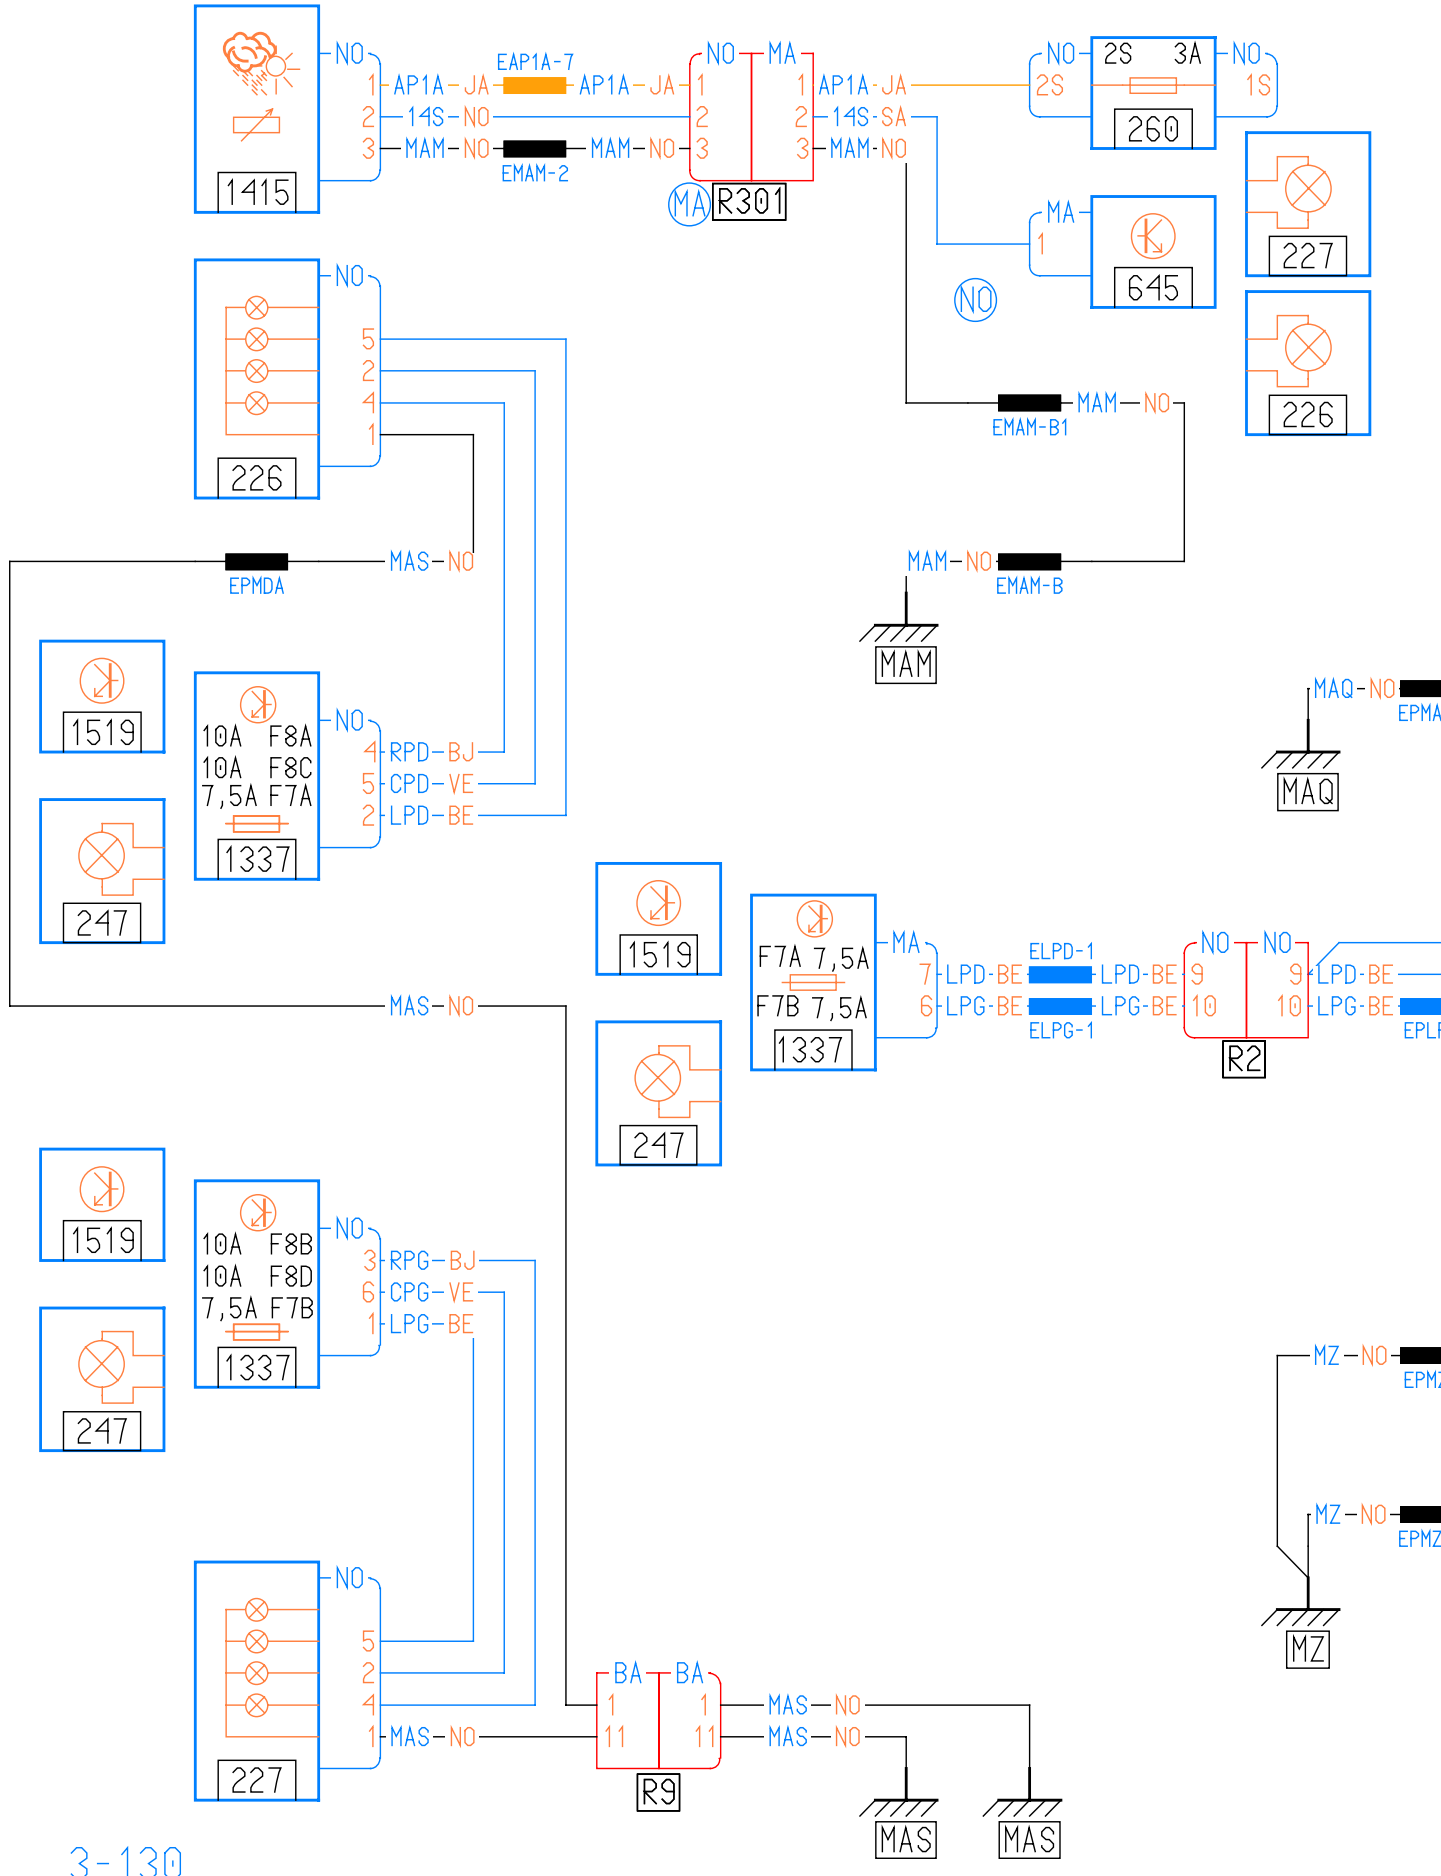 NO
1 AP1A JA EAP1A-7 AP1A JA
2 14S NO
3 MAM NO EMAM-2 MAM NO
1415
NO MA
1 1 AP1A JA
2 2 14S SA
3 3 MAM NO
MA R301
NO 2S 3A NO
2S 1S
260
MA
1
645
NO
227
226
NO
5
2
4
1
226
EMAM-B1 MAM NO
EPMDA MAS NO
MAM NO EMAM-B
MAM
MAQ NO
EPMA
MAQ
1519
NO
10A F8A
10A F8C
7,5A F7A
4 RPD BJ
5 CPD VE
2 LPD BE
1337
247
1519
MA
F7A 7,5A
F7B 7,5A
1337
7 LPD BE ELPD-1 LPD BE
6 LPG BE ELPG-1 LPG BE
NO NO
9 9 LPD BE
10 10 LPG BE
R2
247
MAS NO
1519
NO
10A F8B
10A F8D
7,5A F7B
3 RPG BJ
6 CPG VE
1 LPG BE
1337
247
MZ NO
EPMZ
MZ NO
EPMZ
MZ
NO
5
2
4
1 MAS NO
227
BA BA
1 1 MAS NO
11 11 MAS NO
R9
MAS MAS
3-130